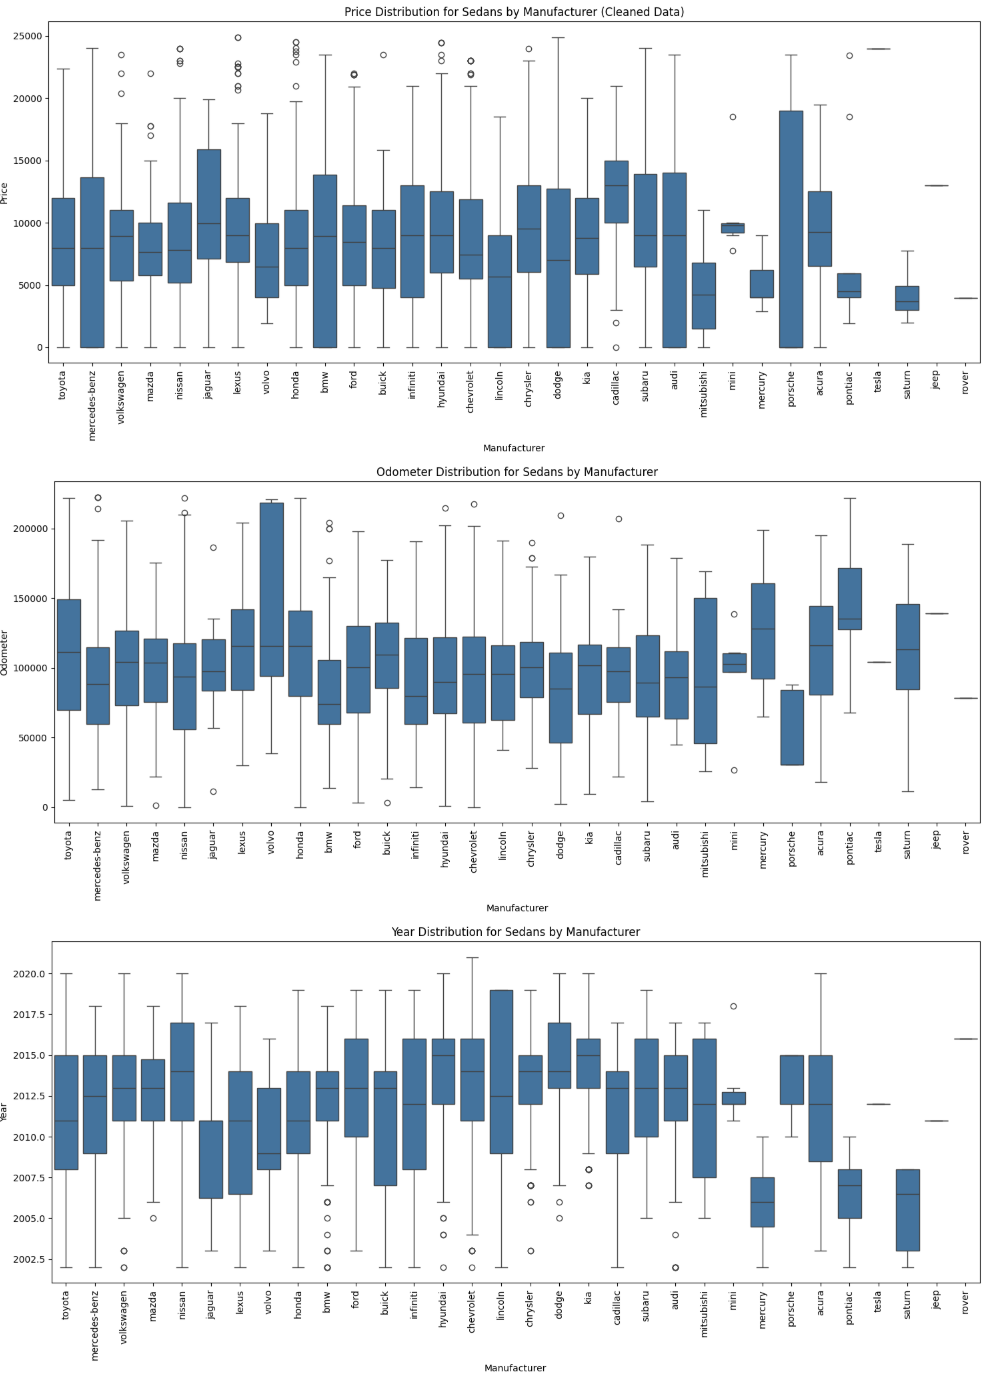 Price Distribution for Sedans by Manufacturer (Cleaned Data)
Price
25000
20000
15000
10000
5000
0
toyota
mercedes-benz
volkswagen
mazda
nissan
jaguar
lexus
volvo
honda
bmw
ford
buick
infiniti
hyundai
chevrolet
lincoln
chrysler
dodge
kia
cadillac
subaru
audi
mitsubishi
mini
mercury
porsche
acura
pontiac
tesla
saturn
jeep
rover
Manufacturer
Odometer Distribution for Sedans by Manufacturer
Odometer
200000
150000
100000
50000
0
toyota
mercedes-benz
volkswagen
mazda
nissan
jaguar
lexus
volvo
honda
bmw
ford
buick
infiniti
hyundai
chevrolet
lincoln
chrysler
dodge
kia
cadillac
subaru
audi
mitsubishi
mini
mercury
porsche
acura
pontiac
tesla
saturn
jeep
rover
Manufacturer
Year Distribution for Sedans by Manufacturer
Year
2020.0
2017.5
2015.0
2012.5
2010.0
2007.5
2005.0
2002.5
toyota
mercedes-benz
volkswagen
mazda
nissan
jaguar
lexus
volvo
honda
bmw
ford
buick
infiniti
hyundai
chevrolet
lincoln
chrysler
dodge
kia
cadillac
subaru
audi
mitsubishi
mini
mercury
porsche
acura
pontiac
tesla
saturn
jeep
rover
Manufacturer